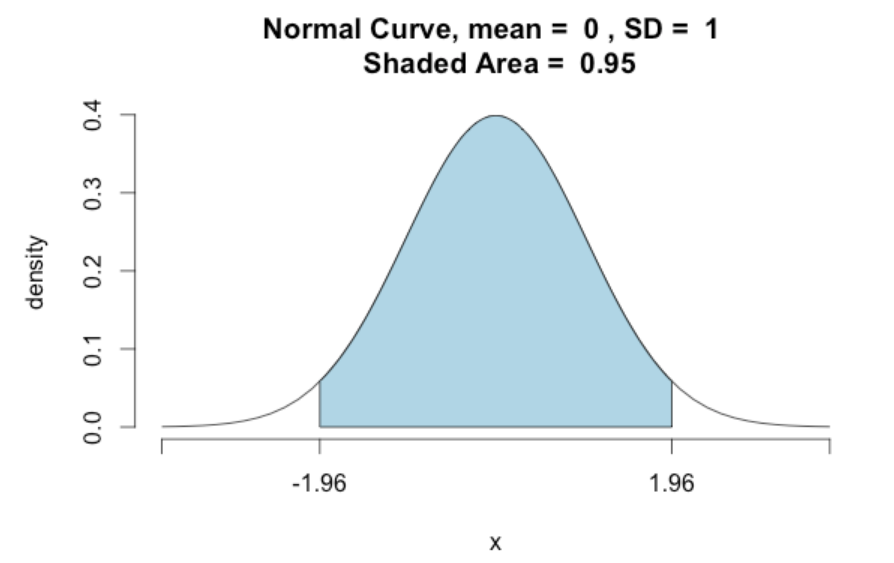 Normal Curve, mean =  0 , SD =  1
Shaded Area =  0.95
density
0.4
0.3
0.2
0.1
0.0
-1.96
1.96
x